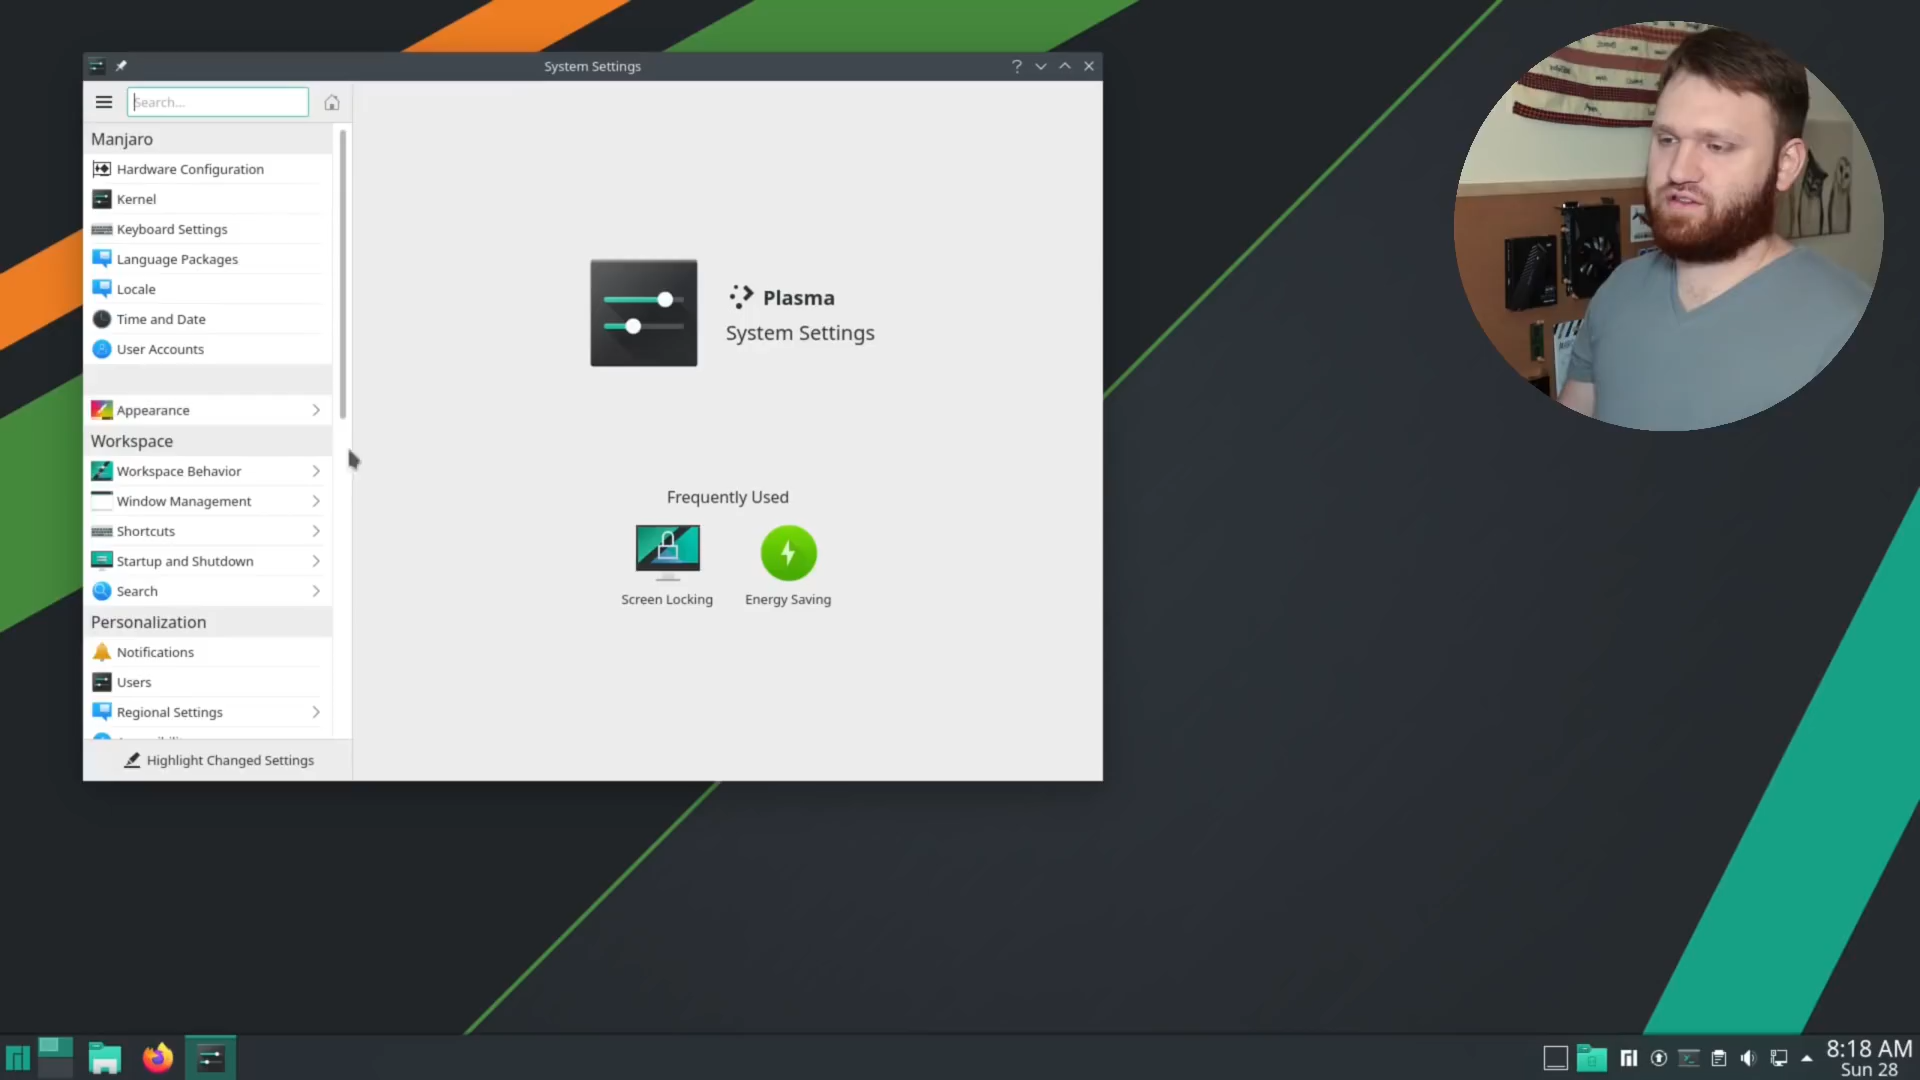 System Settings
Search...
Manjaro
Hardware Configuration
Kernel
Keyboard Settings
Language Packages
Locale
Time and Date
User Accounts
Appearance
Workspace
Workspace Behavior
Window Management
Shortcuts
Startup and Shutdown
Search
Personalization
Notifications
Users
Regional Settings
Highlight Changed Settings
Plasma
System Settings
Frequently Used
Screen Locking
Energy Saving
8:18 AM
Sun 28